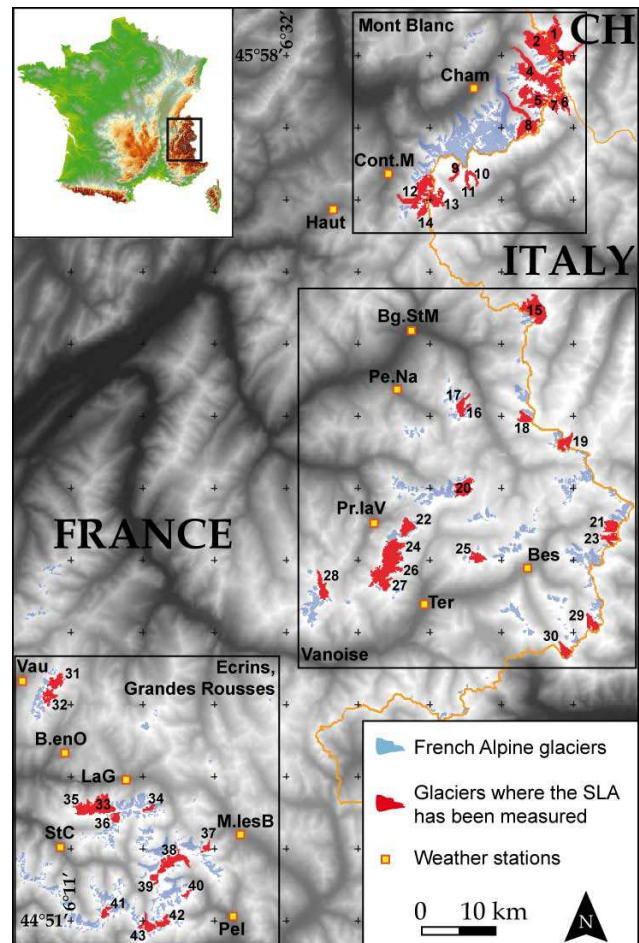 Mont Blanc
CH
6°32'
45°58'
1
2
3
4
5
6
7
8
Cham
Cont.M
9
10
11
12
13
14
Haut
ITALY
15
Bg.StM
Pe.Na
17
16
18
19
20
Pr.laV
22
21
23
FRANCE
24
25
Bes
26
27
28
Ter
29
30
Vanoise
Ecrins,
Grandes Rousses
Vau
31
32
B.enO
LaG
35
33
34
36
M.lesB
StC
37
38
39
40
41
42
43
Pel
6°11'
44°51'
French Alpine glaciers
Glaciers where the SLA
has been measured
Weather stations
0 10 km
N